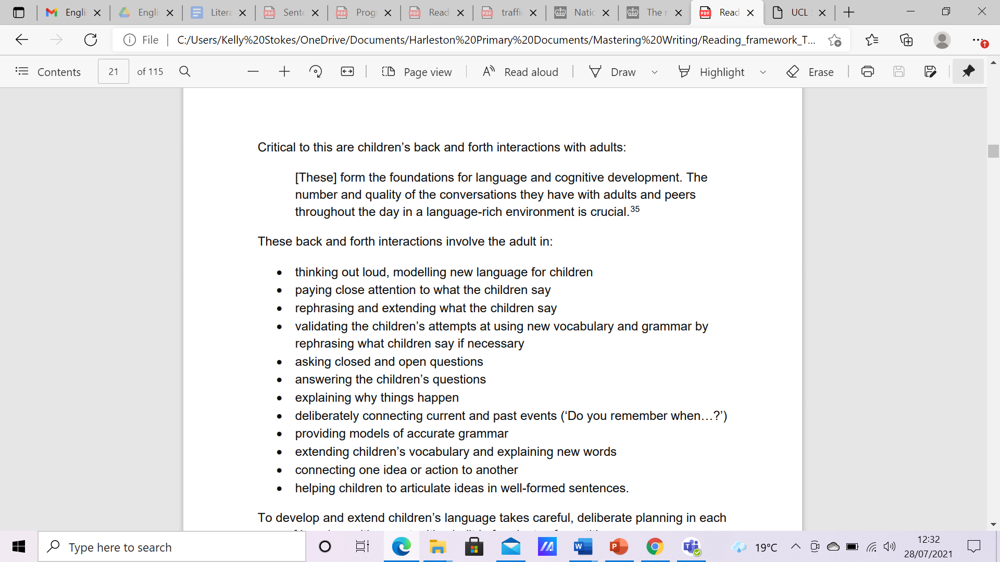 Engli
Engli
Litera
Sente
Progr
Read
traffi
Natio
The r
Read
UCL
File
C:/Users/Kelly%20Stokes/OneDrive/Documents/Harleston%20Primary%20Documents/Mastering%20Writing/Reading_framework_T...
Contents 21 of 115 Page view Read aloud Draw Highlight Erase
Critical to this are children’s back and forth interactions with adults:
[These] form the foundations for language and cognitive development. The
number and quality of the conversations they have with adults and peers
throughout the day in a language-rich environment is crucial.35
These back and forth interactions involve the adult in:
• thinking out loud, modelling new language for children
• paying close attention to what the children say
• rephrasing and extending what the children say
• validating the children’s attempts at using new vocabulary and grammar by
rephrasing what children say if necessary
• asking closed and open questions
• answering the children’s questions
• explaining why things happen
• deliberately connecting current and past events (‘Do you remember when…?’)
• providing models of accurate grammar
• extending children’s vocabulary and explaining new words
• connecting one idea or action to another
• helping children to articulate ideas in well-formed sentences.
To develop and extend children’s language takes careful, deliberate planning in each
Type here to search
19°C
12:32
28/07/2021